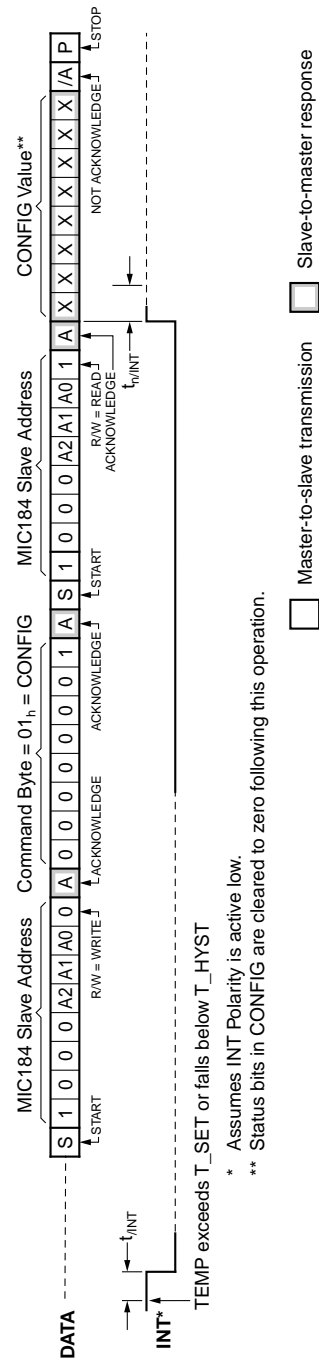 MIC184 Slave Address
Command Byte = 01h = CONFIG
MIC184 Slave Address
CONFIG Value**
DATA
S 1 0 0 0 A2 A1 A0 0 A 0 0 0 0 0 0 0 1 A S 1 0 0 0 A2 A1 A0 1 A X X X X X X X X /A P
START
R/W = WRITE
ACKNOWLEDGE
ACKNOWLEDGE
START
R/W = READ
ACKNOWLEDGE
NOT ACKNOWLEDGE
STOP
t/INT
tn/INT
INT*
TEMP exceeds T_SET or falls below T_HYST
* Assumes INT Polarity is active low.
** Status bits in CONFIG are cleared to zero following this operation.
Master-to-slave transmission
Slave-to-master response